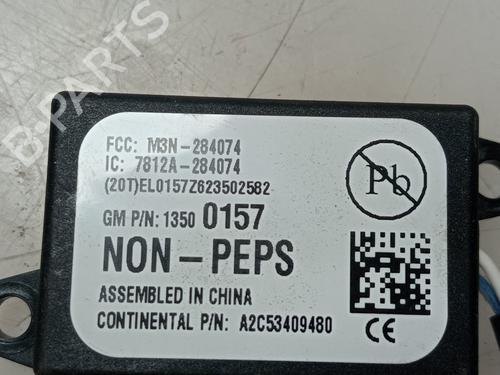 FCC: M3N-284074
IC: 7812A-284074
(20T)EL0157Z623502582
GM P/N: 1350 0157
NON-PEPS
ASSEMBLED IN CHINA
CONTINENTAL P/N: A2C53409480
Pb
CE
B-PARTS